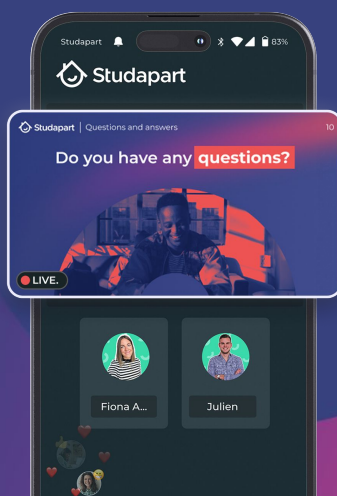 Studapart
83%
Studapart
Studapart | Questions and answers
10
Do you have any questions?
LIVE.
Fiona A...
Julien